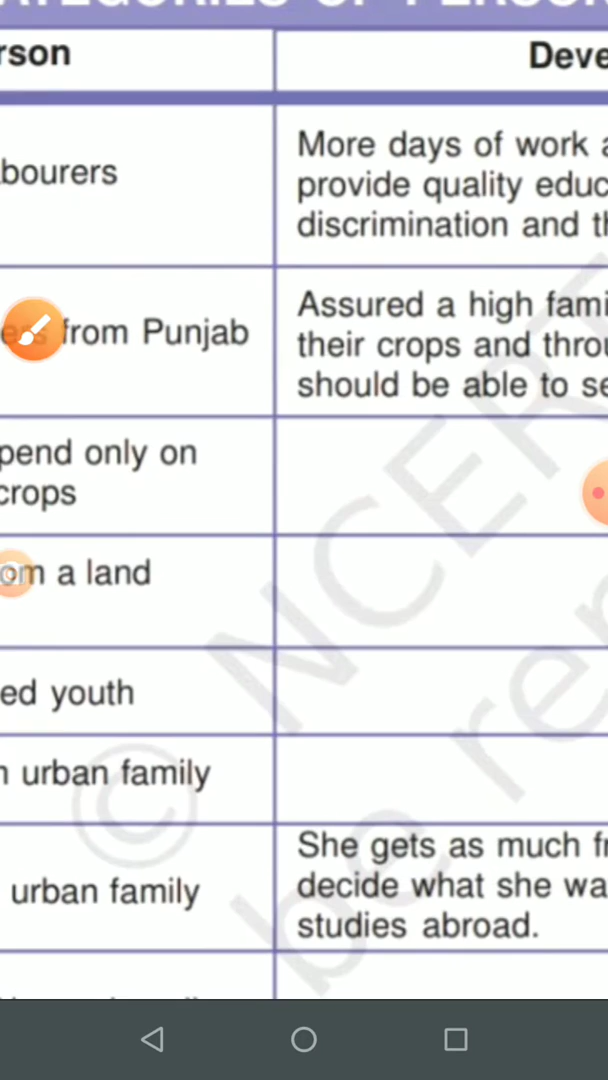 rson
Deve
bourers
More days of work a
provide quality educ
discrimination and th
from Punjab
Assured a high fami
their crops and throu
should be able to se
pend only on
crops
om a land
ed youth
n urban family
urban family
She gets as much fr
decide what she wa
studies abroad.
© NCERT
be re